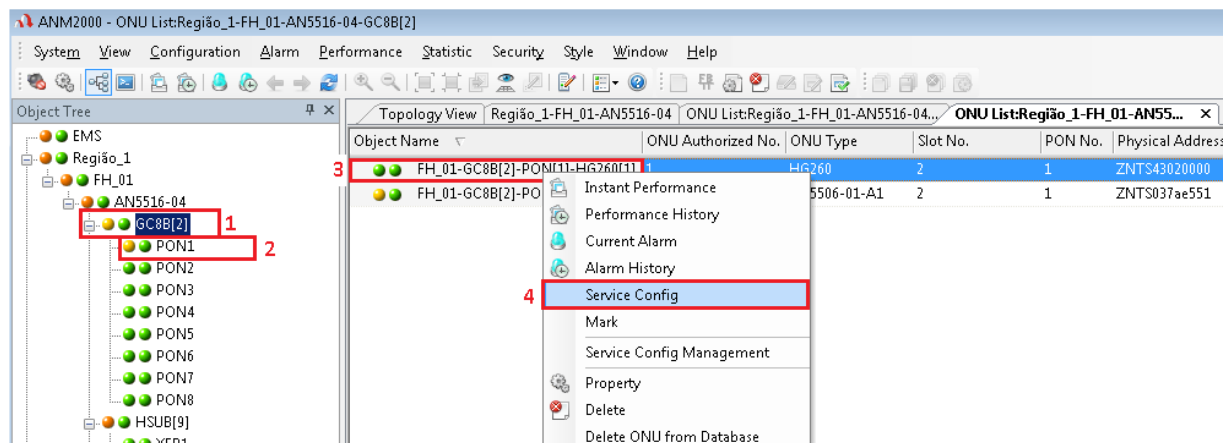 ANM2000 - ONU List:Região_1-FH_01-AN5516-04-GC8B[2]
System View Configuration Alarm Performance Statistic Security Style Window Help
Object Tree
Topology View Região_1-FH_01-AN5516-04 ONU List:Região_1-FH_01-AN5516-04... ONU List:Região_1-FH_01-AN55...
Object Name ONU Authorized No. ONU Type Slot No. PON No. Physical Address
3 FH_01-GC8B[2]-PON[1]-HG260[1] 1 HG260 2 1 ZNTS43020000
FH_01-GC8B[2]-PO 5506-01-A1 2 1 ZNTS037ae551
EMS
Região_1
FH_01
AN5516-04
GC8B[2] 1
PON1 2
PON2
PON3
PON4
PON5
PON6
PON7
PON8
HSUB[9]
XFP1
Instant Performance
Performance History
Current Alarm
Alarm History
4 Service Config
Mark
Service Config Management
Property
Delete
Delete ONU from Database